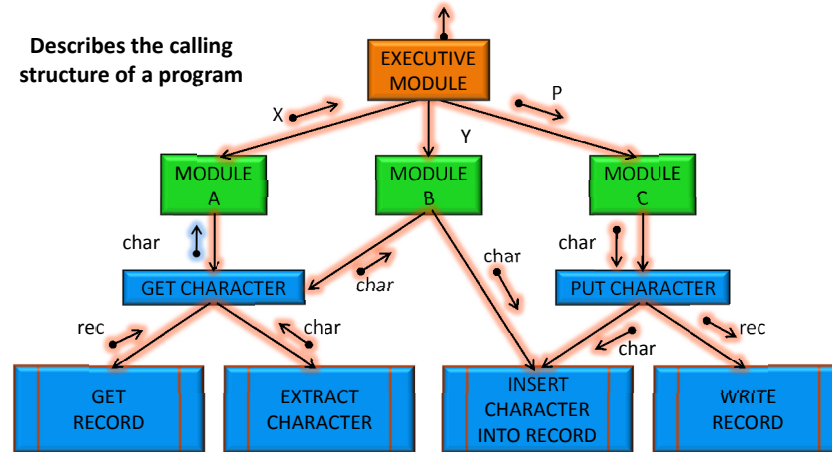 Describes the calling
structure of a program
EXECUTIVE
MODULE
X
P
Y
MODULE
A
MODULE
B
MODULE
C
char
char
char
char
GET CHARACTER
PUT CHARACTER
rec
char
char
rec
GET
RECORD
EXTRACT
CHARACTER
INSERT
CHARACTER
INTO RECORD
WRITE
RECORD